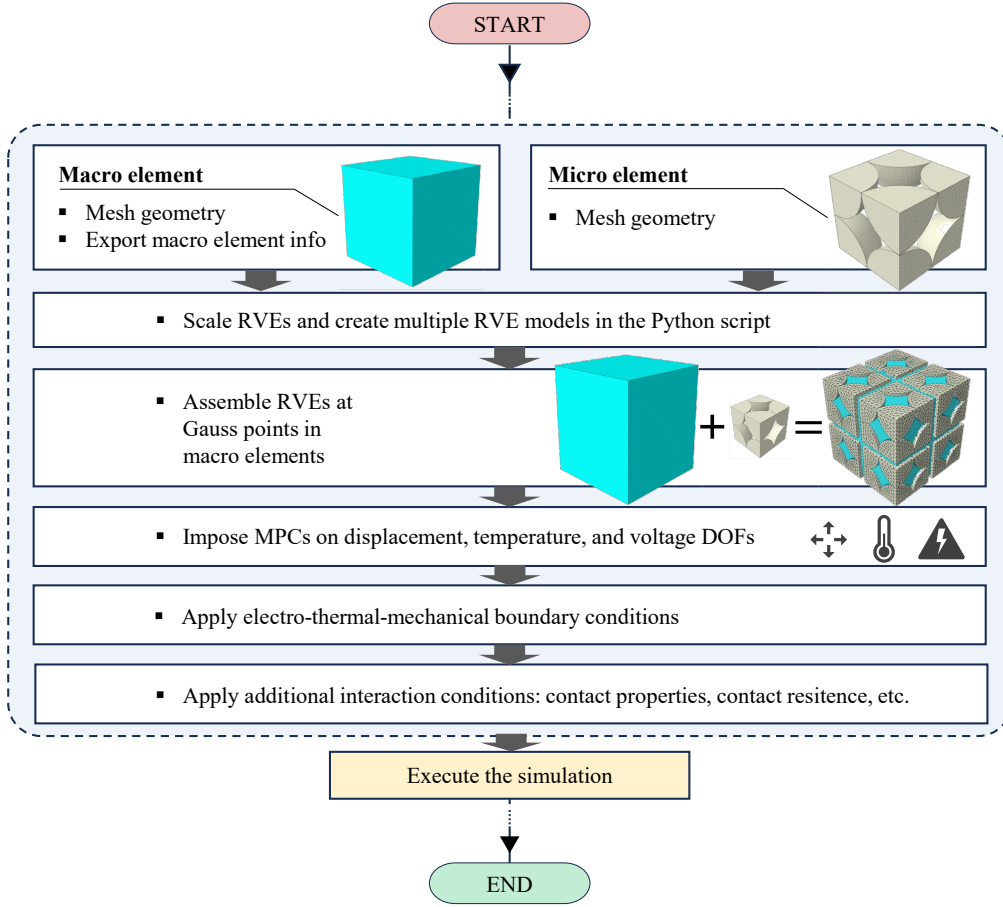 START
Macro element
▪ Mesh geometry
▪ Export macro element info
Micro element
▪ Mesh geometry
▪ Scale RVEs and create multiple RVE models in the Python script
▪ Assemble RVEs at
Gauss points in
macro elements
+ =
▪ Impose MPCs on displacement, temperature, and voltage DOFs
▪ Apply electro-thermal-mechanical boundary conditions
▪ Apply additional interaction conditions: contact properties, contact resitence, etc.
Execute the simulation
END